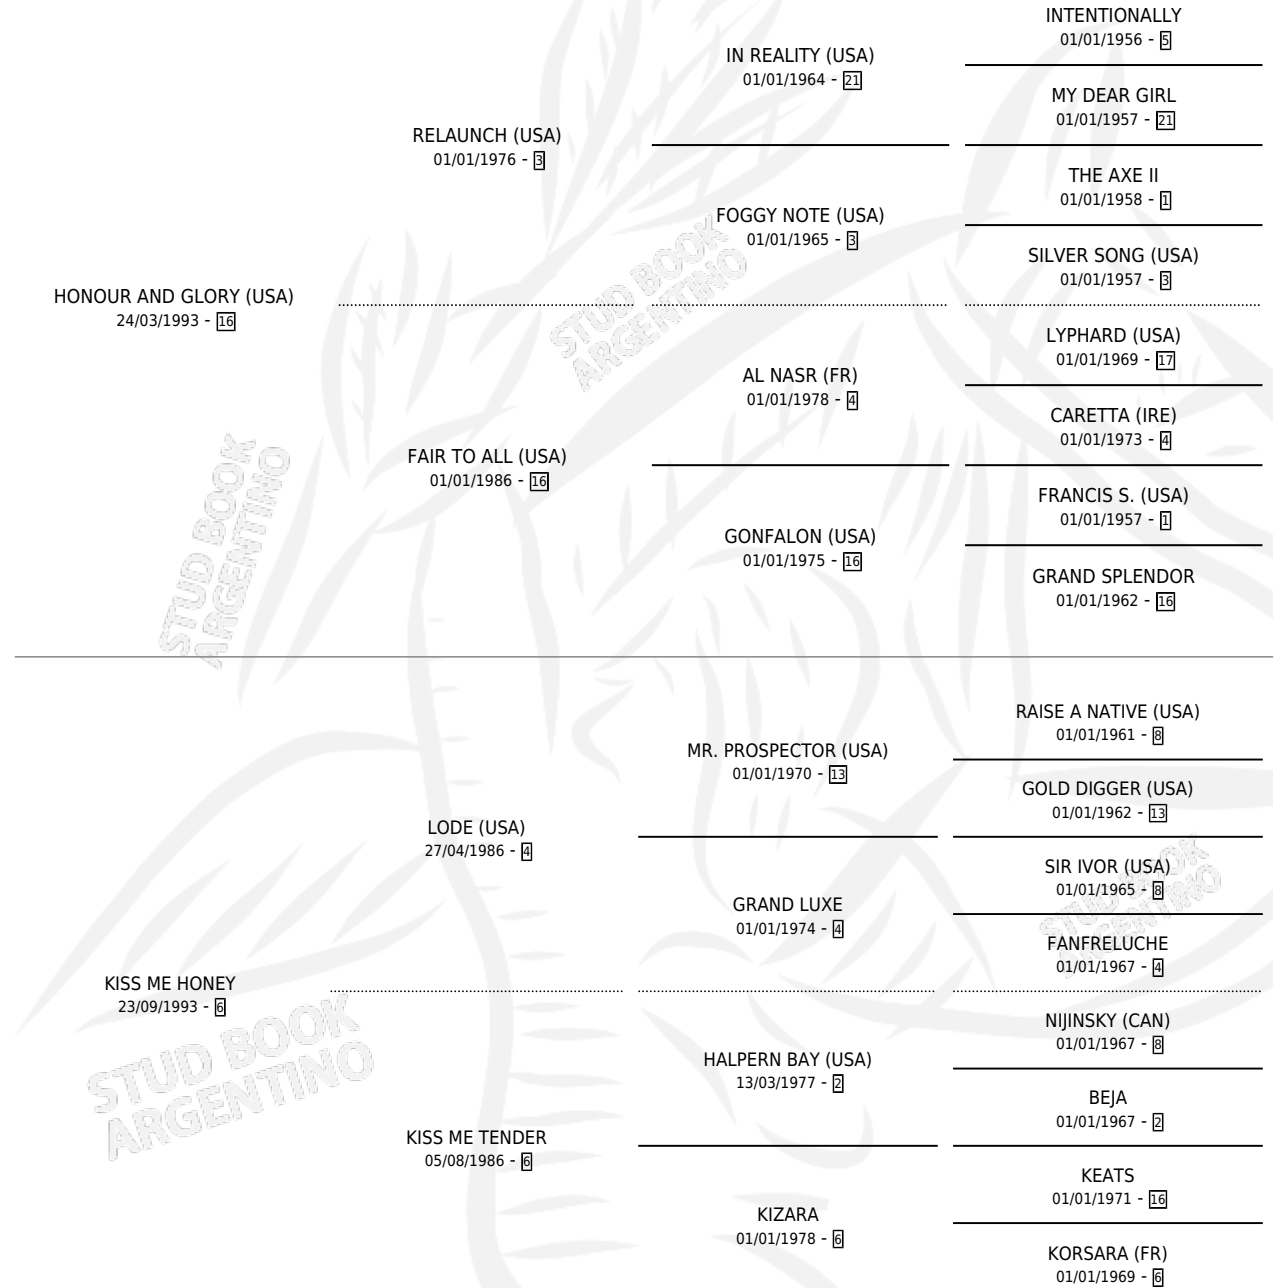 INTENTIONALLY
01/01/1956 - 5
IN REALITY (USA)
01/01/1964 - 21
MY DEAR GIRL
01/01/1957 - 21
RELAUNCH (USA)
01/01/1976 - 3
THE AXE II
01/01/1958 - 1
FOGGY NOTE (USA)
01/01/1965 - 3
SILVER SONG (USA)
01/01/1957 - 3
HONOUR AND GLORY (USA)
24/03/1993 - 16
LYPHARD (USA)
01/01/1969 - 17
AL NASR (FR)
01/01/1978 - 4
CARETTA (IRE)
01/01/1973 - 4
FAIR TO ALL (USA)
01/01/1986 - 16
FRANCIS S. (USA)
01/01/1957 - 1
GONFALON (USA)
01/01/1975 - 16
GRAND SPLENDOR
01/01/1962 - 16
RAISE A NATIVE (USA)
01/01/1961 - 8
MR. PROSPECTOR (USA)
01/01/1970 - 13
GOLD DIGGER (USA)
01/01/1962 - 13
LODE (USA)
27/04/1986 - 4
SIR IVOR (USA)
01/01/1965 - 8
GRAND LUXE
01/01/1974 - 4
FANFRELUCHE
01/01/1967 - 4
KISS ME HONEY
23/09/1993 - 6
NIJINSKY (CAN)
01/01/1967 - 8
HALPERN BAY (USA)
13/03/1977 - 2
BEJA
01/01/1967 - 2
KISS ME TENDER
05/08/1986 - 6
KEATS
01/01/1971 - 16
KIZARA
01/01/1978 - 6
KORSARA (FR)
01/01/1969 - 6
STUD BOOK
ARGENTINO
STUD BOOK
ARGENTINO
STUD BOOK
ARGENTINO
STUD BOOK
ARGENTINO